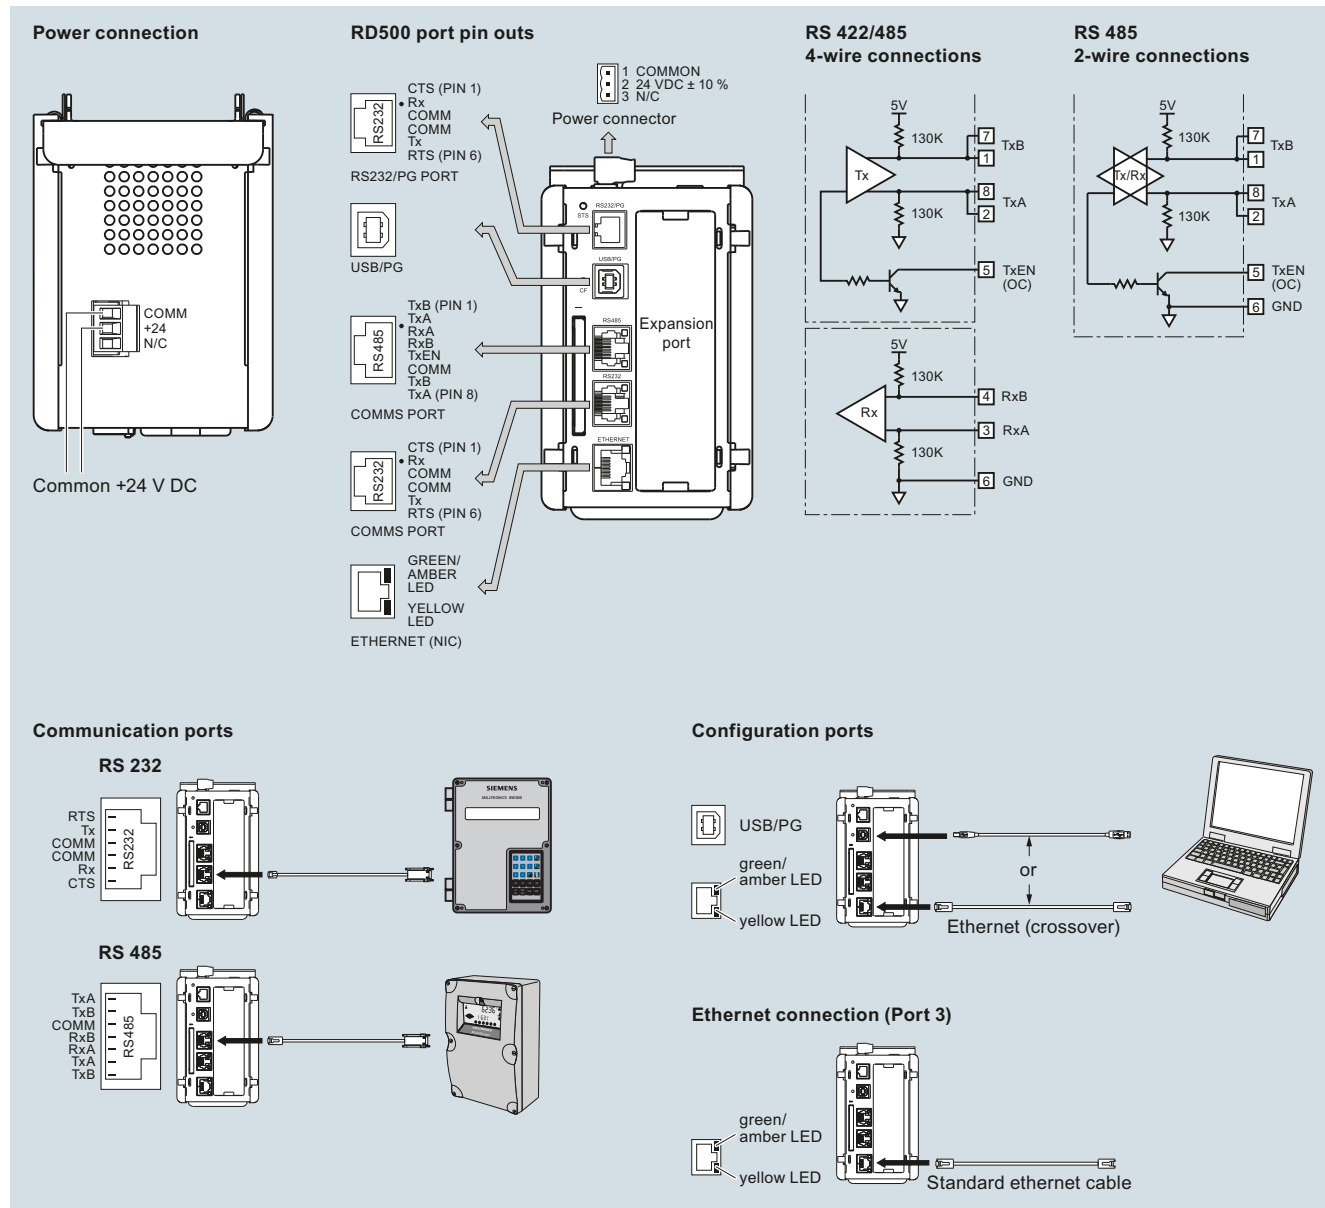 Power connection
COMM
+24
N/C
Common +24 V DC
RD500 port pin outs
1 COMMON
2 24 VDC ± 10 %
3 N/C
Power connector
CTS (PIN 1)
Rx
COMM
COMM
Tx
RTS (PIN 6)
RS232
RS232/PG PORT
USB/PG
TxB (PIN 1)
TxA
RxA
RxB
TxEN
COMM
TxB
TxA (PIN 8)
RS485
COMMS PORT
CTS (PIN 1)
Rx
COMM
COMM
Tx
RTS (PIN 6)
RS232
COMMS PORT
GREEN/
AMBER
LED
YELLOW
LED
ETHERNET (NIC)
STS
RS232/PG
USB/PG
CF
RS485
RS232
ETHERNET
Expansion
port
RS 422/485
4-wire connections
5V
130K
7
TxB
1
Tx
8
TxA
2
130K
5 TxEN
(OC)
5V
130K
4 RxB
Rx
3 RxA
130K
6 GND
RS 485
2-wire connections
5V
130K
7
TxB
1
Tx/Rx
8
TxA
2
130K
5 TxEN
(OC)
6 GND
Communication ports
RS 232
RTS
Tx
COMM
COMM
Rx
CTS
RS232
SIEMENS
RS 485
TxA
TxB
COMM
RxB
RxA
TxA
TxB
RS485
Configuration ports
USB/PG
green/
amber LED
yellow LED
or
Ethernet (crossover)
Ethernet connection (Port 3)
green/
amber LED
yellow LED
Standard ethernet cable